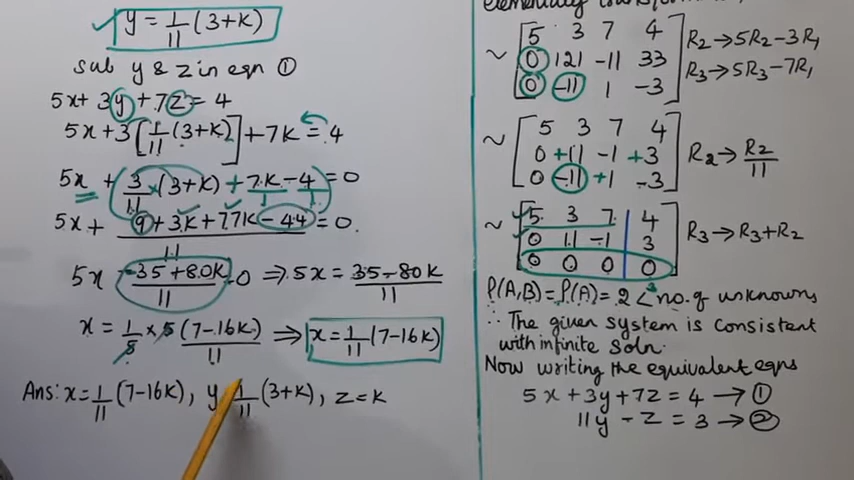 ✓ y = 1/11 (3+K)
Sub y & z in eqn ①
5x + 3y + 7z = 4
5x + 3 [1/11 (3+K)] + 7K = 4
5x + (3/11 × (3+K) + 7K/1 − 4/1) = 0
5x + (9 + 3K + 77K − 44)/11 = 0
5x (−35 + 80K)/11 = 0 ⇒ 5x = (35 − 80K)/11
x = 1/5 × 5 (7−16K)/11 ⇒ x = 1/11 (7−16K)
Ans: x = 1/11 (7−16K), y 1/11 (3+K), z = K
~ [5 3 7 4
0 121 −11 33
0 −11 1 −3] R2 → 5R2 − 3R1
R3 → 5R3 − 7R1
~ [5 3 7 4
0 +11 −1 +3
0 −11 +1 −3] R2 → R2/11
~ [5 3 7 | 4
0 11 −1 | 3
0 0 0 | 0] R3 → R3 + R2
ρ(A,B) = ρ(A) = 2 < 3 no. of unknowns
∴ The given system is consistent
with infinite Soln.
Now writing the equivalent eqns
5x + 3y + 7z = 4 → ①
11y − z = 3 → ②